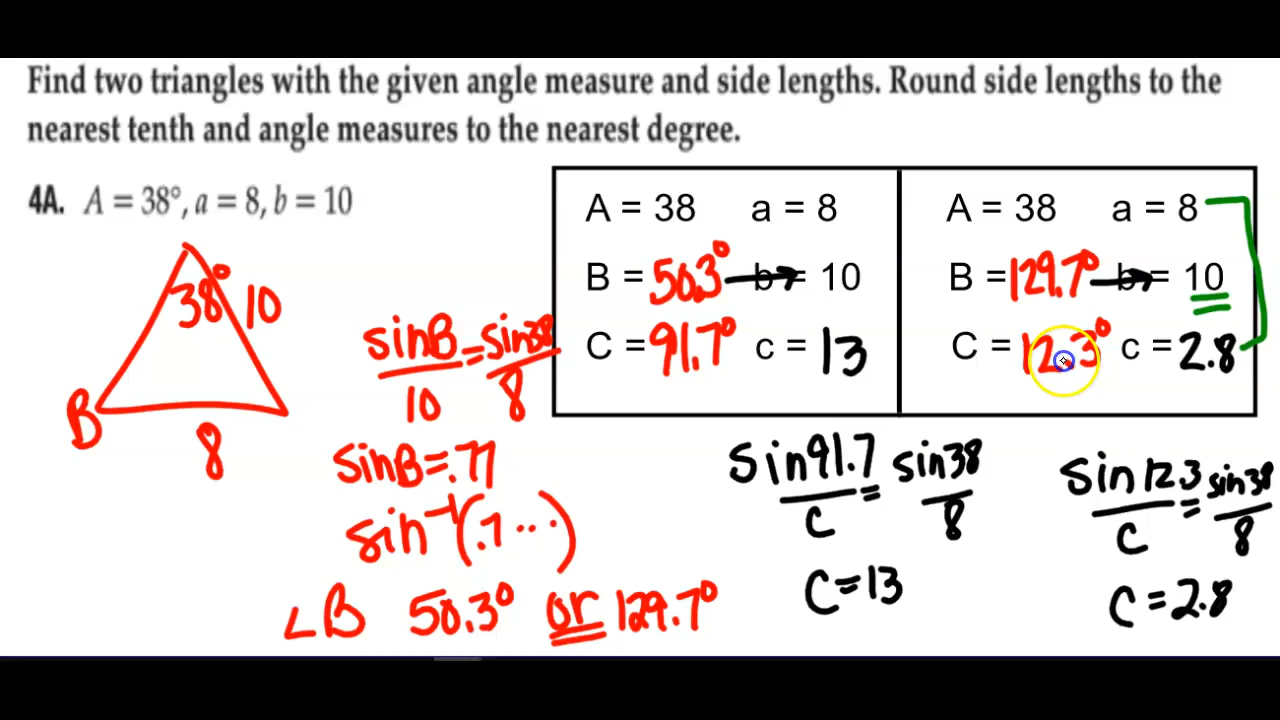 Find two triangles with the given angle measure and side lengths. Round side lengths to the
nearest tenth and angle measures to the nearest degree.
4A. A = 38°, a = 8, b = 10
A = 38 a = 8
B = 50.3° b = 10
C = 91.7° c = 13
A = 38 a = 8
B = 129.7° b = 10
C = 12.3° c = 2.8
38°
10
B
8
sinB/10 = sin38/8
sinB = .77
sin⁻¹(.7...)
∠B 50.3° or 129.7°
sin91.7/C = sin38/8
C = 13
sin12.3/C = sin38/8
C = 2.8